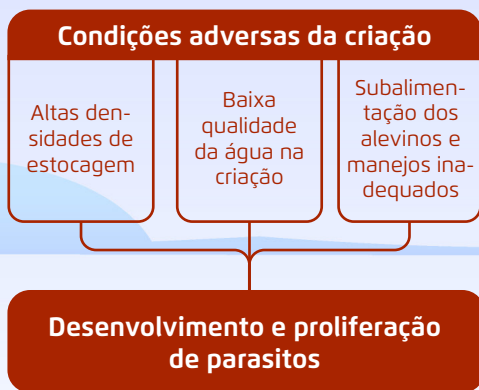 Condições adversas da criação
Altas den-
sidades de
estocagem
Baixa
qualidade
da água na
criação
Subalimen-
tação dos
alevinos e
manejos ina-
dequados
Desenvolvimento e proliferação
de parasitos